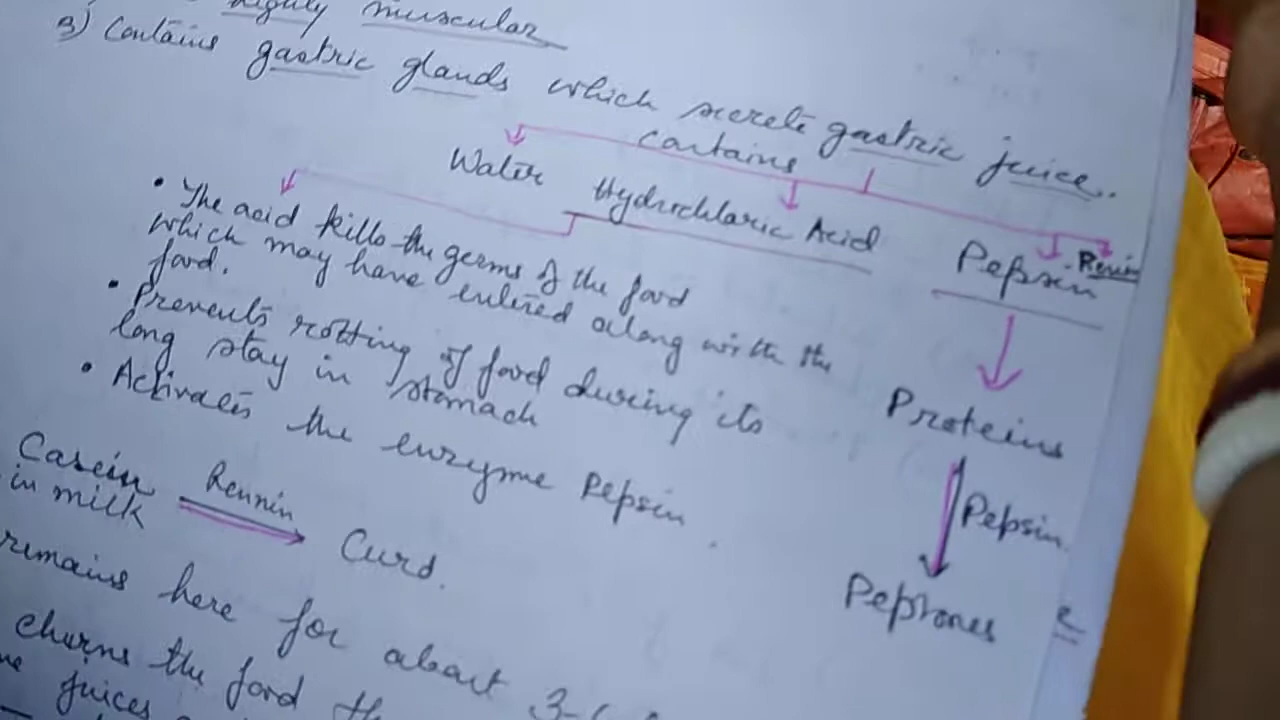 highly muscular
3) Contains gastric glands which secrete gastric juice.
contains
Water
Hydrochloric Acid
Pepsin
Renin
• The acid kills the germs of the food
which may have entered along with the
food.
• Prevents rotting of food during its
long stay in stomach
• Activates the enzyme Pepsin
Proteins
Pepsin
Peptones
Casein
in milk
Rennin
Curd.
remains here for about 3-
churns the food
juices